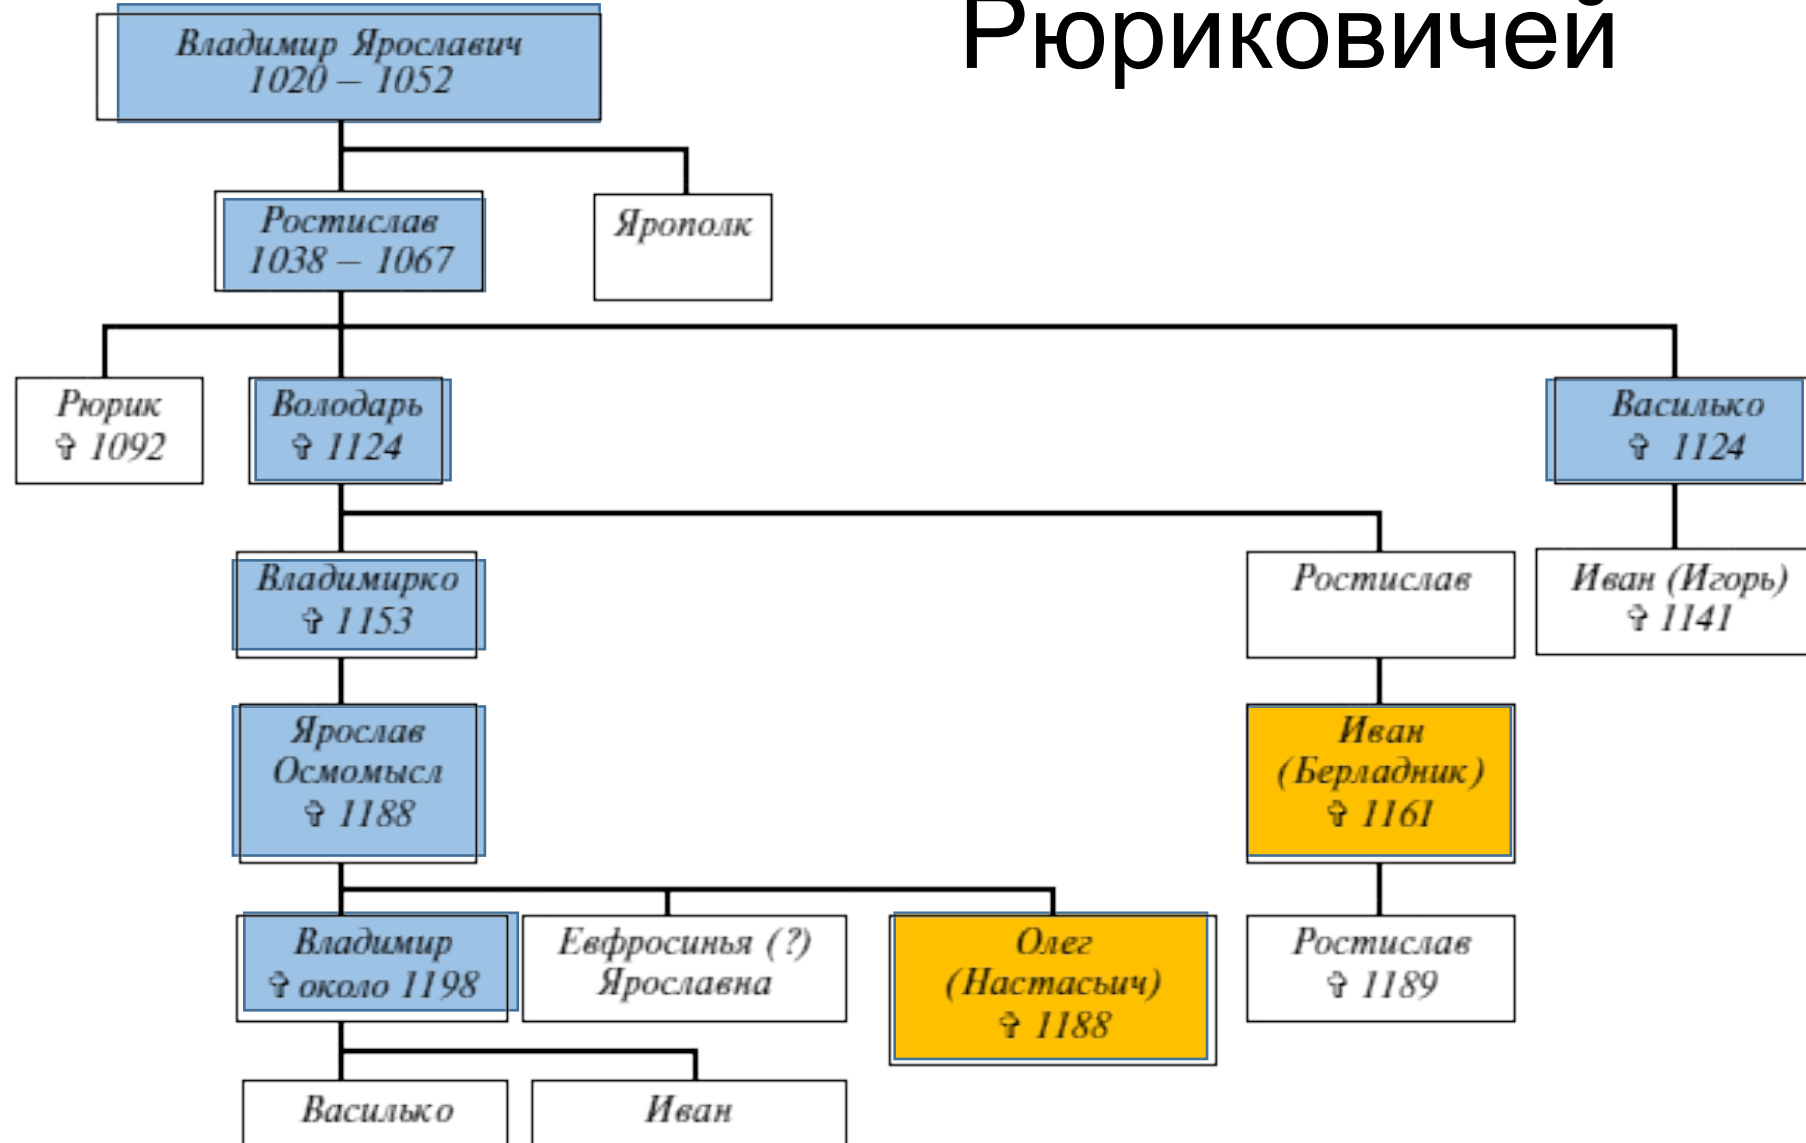 Рюриковичей
Владимир Ярославич
1020 – 1052
Ростислав
1038 – 1067
Ярополк
Рюрик
✞ 1092
Володарь
✞ 1124
Василько
✞ 1124
Владимирко
✞ 1153
Ростислав
Иван (Игорь)
✞ 1141
Ярослав
Осмомысл
✞ 1188
Иван
(Берладник)
✞ 1161
Владимир
✞ около 1198
Евфросинья (?)
Ярославна
Олег
(Настасьич)
✞ 1188
Ростислав
✞ 1189
Василько
Иван